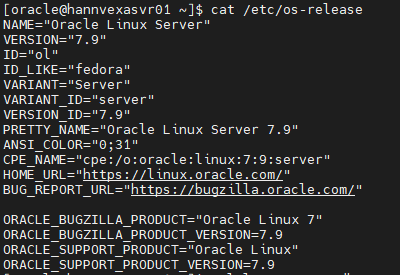 [oracle@hannvexasvr01 ~]$ cat /etc/os-release
NAME="Oracle Linux Server"
VERSION="7.9"
ID="ol"
ID_LIKE="fedora"
VARIANT="Server"
VARIANT_ID="server"
VERSION_ID="7.9"
PRETTY_NAME="Oracle Linux Server 7.9"
ANSI_COLOR="0;31"
CPE_NAME="cpe:/o:oracle:linux:7:9:server"
HOME_URL="https://linux.oracle.com/"
BUG_REPORT_URL="https://bugzilla.oracle.com/"

ORACLE_BUGZILLA_PRODUCT="Oracle Linux 7"
ORACLE_BUGZILLA_PRODUCT_VERSION=7.9
ORACLE_SUPPORT_PRODUCT="Oracle Linux"
ORACLE_SUPPORT_PRODUCT_VERSION=7.9